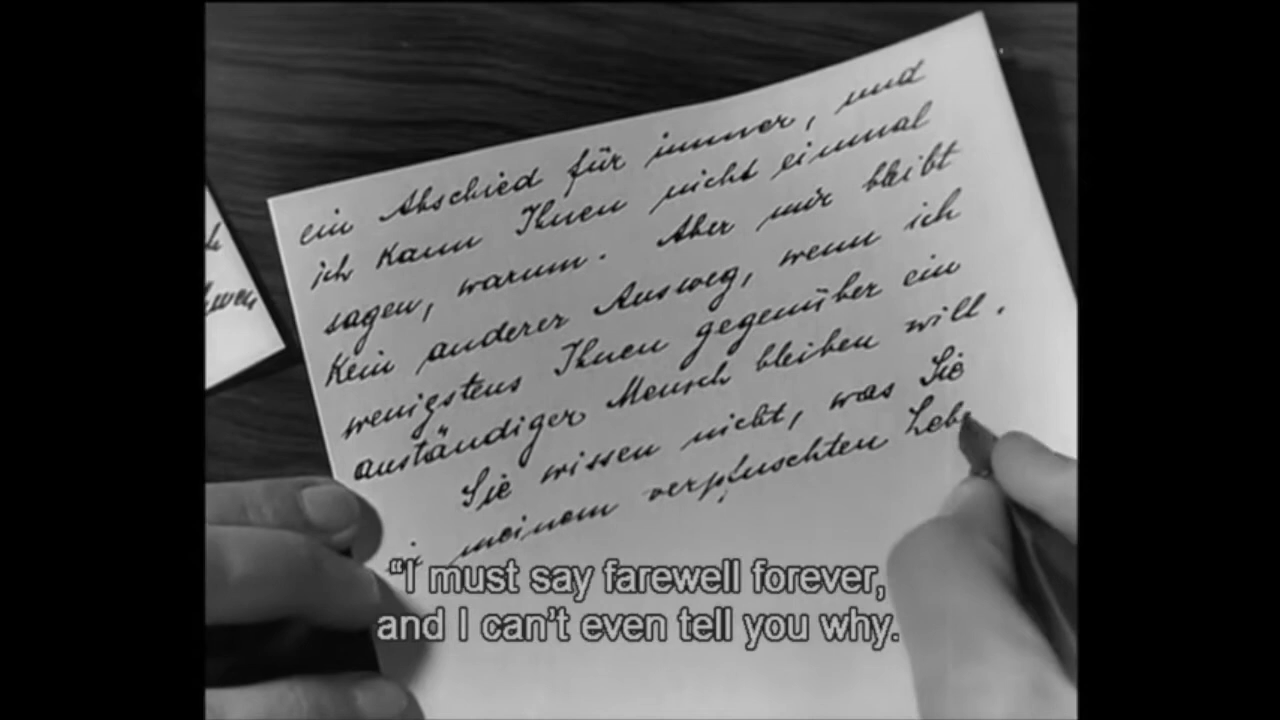 ein Abschied für immer, und
ich kann Ihnen nicht einmal
sagen, warum. Aber mir bleibt
kein anderer Ausweg, wenn ich
wenigstens Ihnen gegenüber ein
anständiger Mensch bleiben will.
Sie wissen nicht, was Sie
meinem verpfuschten Lebe
"I must say farewell forever,
and I can't even tell you why.